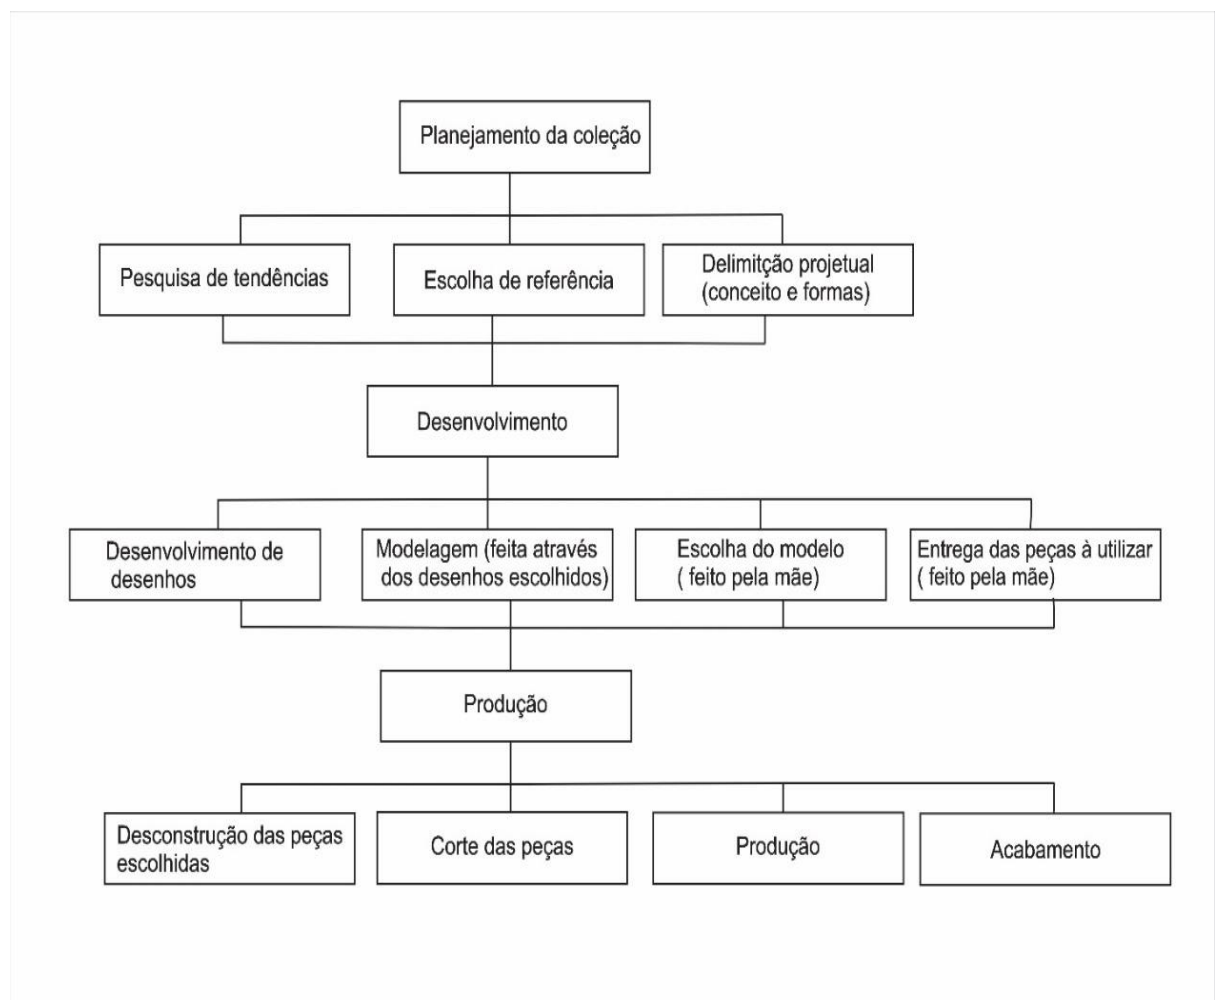 Planejamento da coleção
Pesquisa de tendências
Escolha de referência
Delimitção projetual
(conceito e formas)
Desenvolvimento
Desenvolvimento de
desenhos
Modelagem (feita através
dos desenhos escolhidos)
Escolha do modelo
( feito pela mãe)
Entrega das peças à utilizar
( feito pela mãe)
Produção
Desconstrução das peças
escolhidas
Corte das peças
Produção
Acabamento